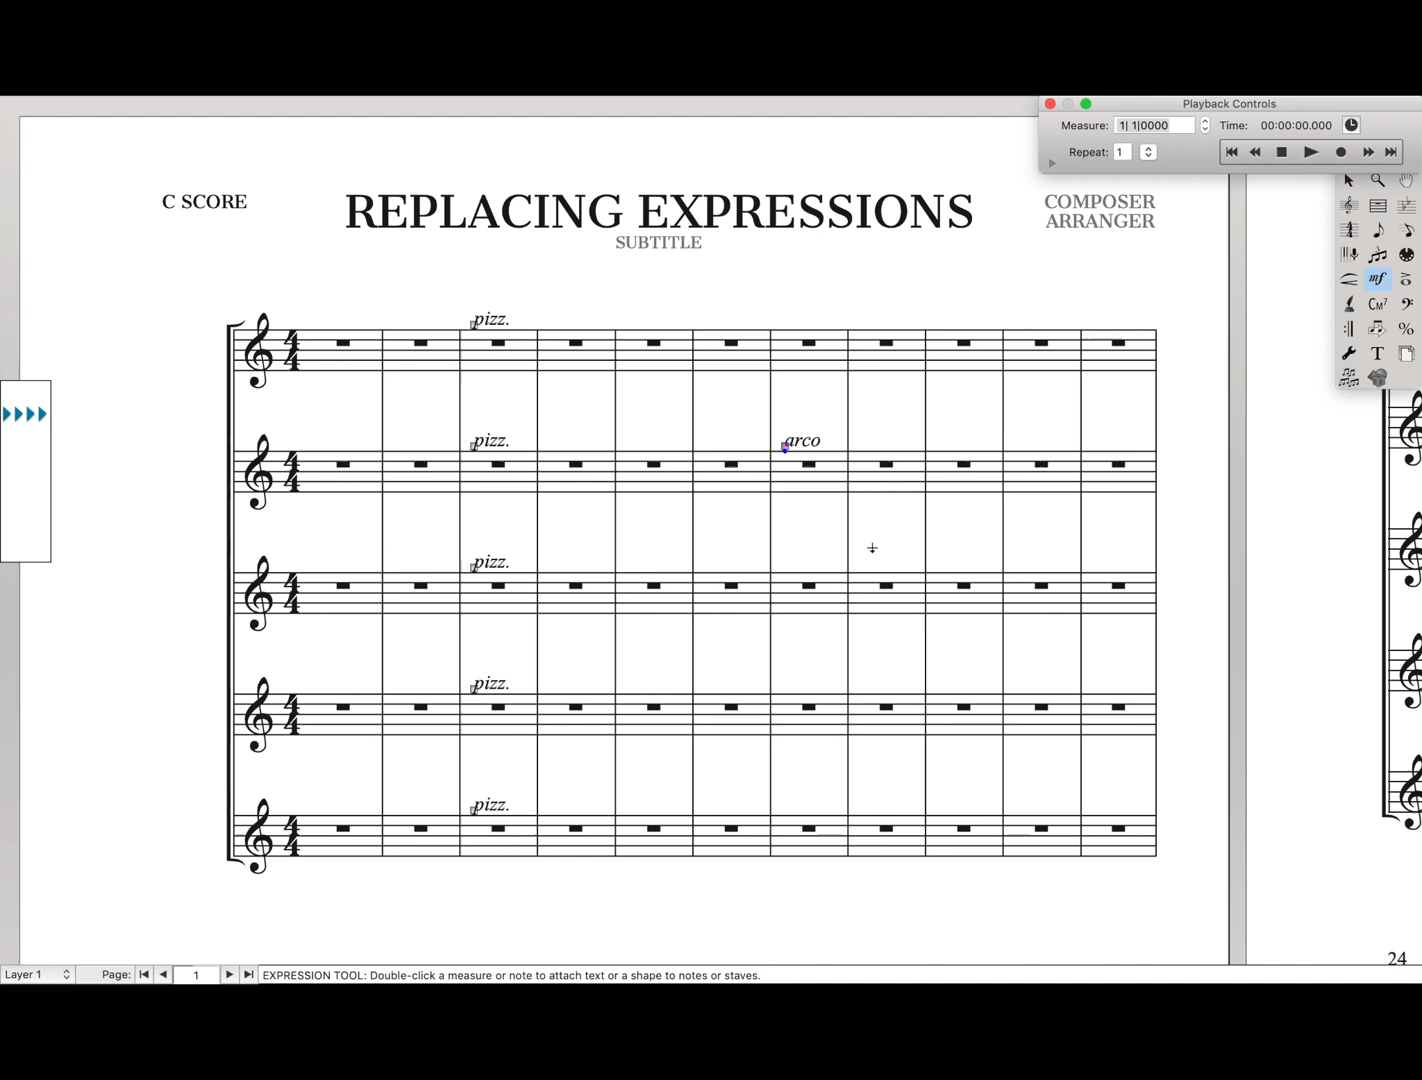 Playback Controls
Measure: 1| 1|0000 Time: 00:00:00.000
Repeat: 1
C SCORE
REPLACING EXPRESSIONS
SUBTITLE
COMPOSER
ARRANGER
mf
CM7
T
pizz.
pizz.
arco
pizz.
pizz.
pizz.
24
Layer 1 Page: 1 EXPRESSION TOOL: Double-click a measure or note to attach text or a shape to notes or staves.